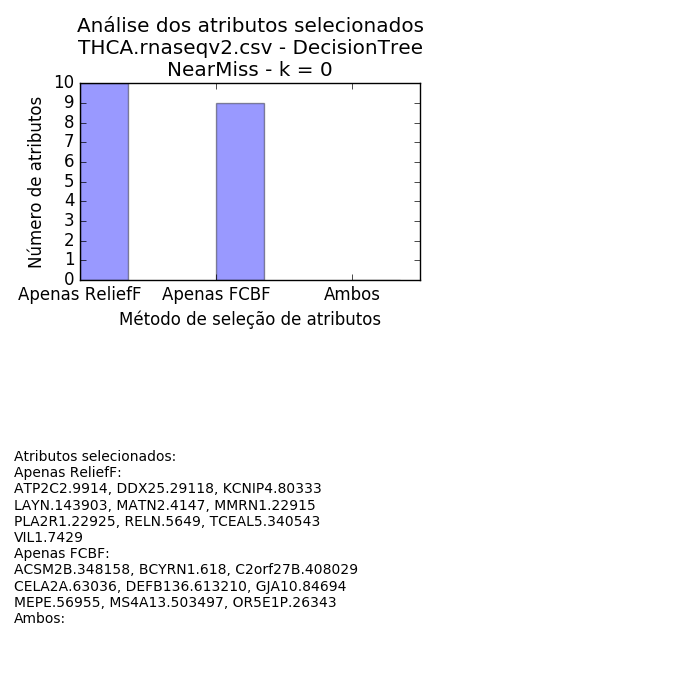 Análise dos atributos selecionados
THCA.rnaseqv2.csv - DecisionTree
NearMiss - k = 0
10
9
8
7
6
5
4
3
2
1
0
Número de atributos
Apenas ReliefF Apenas FCBF Ambos
Método de seleção de atributos
Atributos selecionados:
Apenas ReliefF:
ATP2C2.9914, DDX25.29118, KCNIP4.80333
LAYN.143903, MATN2.4147, MMRN1.22915
PLA2R1.22925, RELN.5649, TCEAL5.340543
VIL1.7429
Apenas FCBF:
ACSM2B.348158, BCYRN1.618, C2orf27B.408029
CELA2A.63036, DEFB136.613210, GJA10.84694
MEPE.56955, MS4A13.503497, OR5E1P.26343
Ambos: